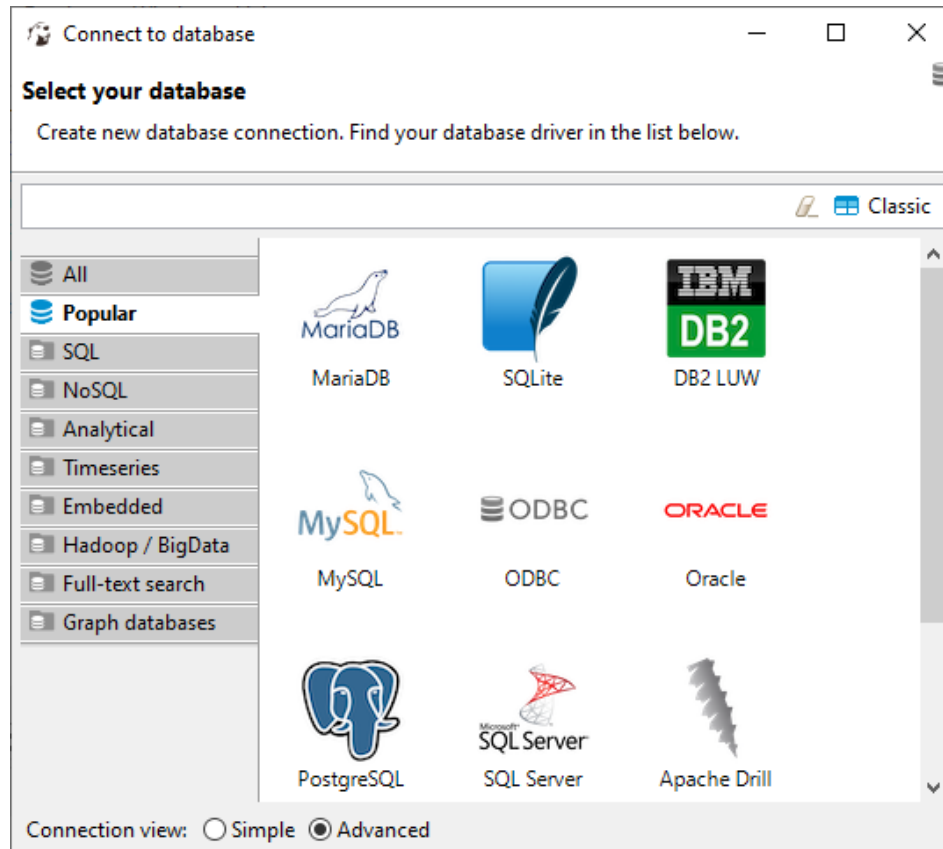 Connect to database
Select your database
Create new database connection. Find your database driver in the list below.
Classic
All
Popular
SQL
NoSQL
Analytical
Timeseries
Embedded
Hadoop / BigData
Full-text search
Graph databases
MariaDB
MariaDB
SQLite
IBM
DB2
DB2 LUW
MySQL
MySQL
ODBC
ODBC
ORACLE
Oracle
PostgreSQL
Microsoft
SQL Server
SQL Server
Apache Drill
Connection view: Simple Advanced